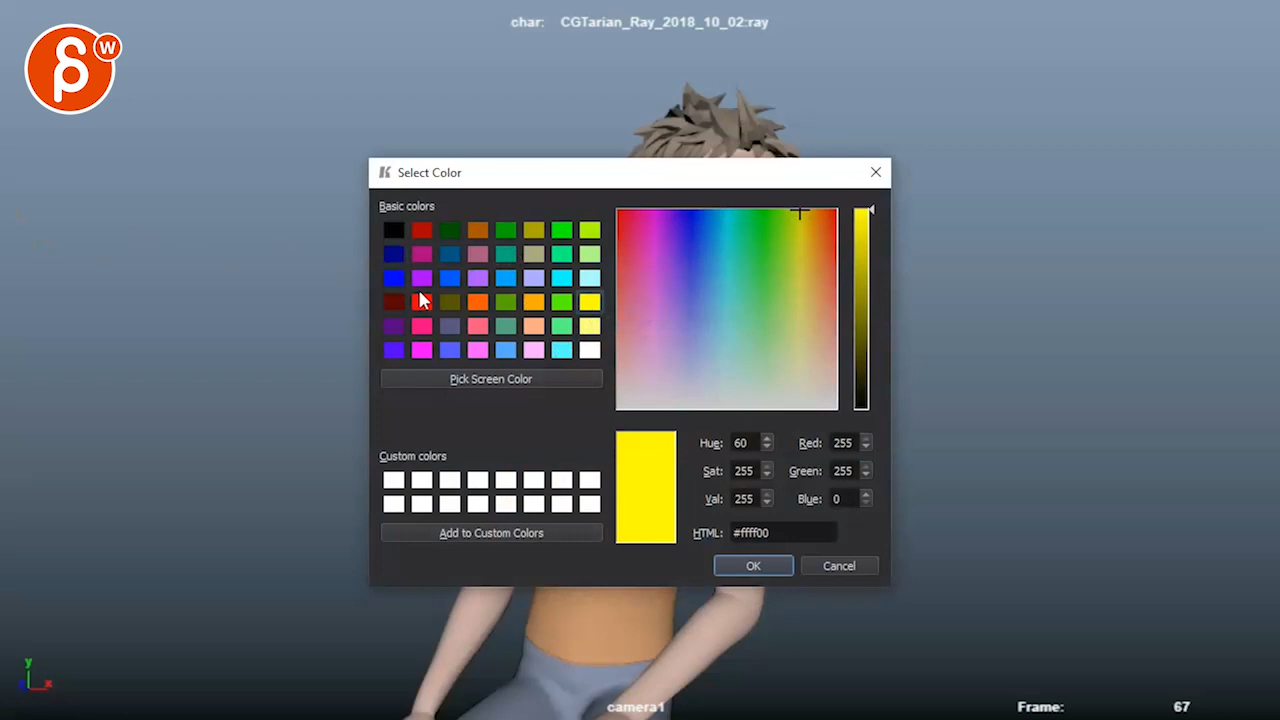 char: CGTarian_Ray_2018_10_02:ray
W
Select Color
Basic colors
Pick Screen Color
Custom colors
Add to Custom Colors
Hue: 60 Red: 255
Sat: 255 Green: 255
Val: 255 Blue: 0
HTML: #ffff00
OK Cancel
y
x
camera1 Frame: 67